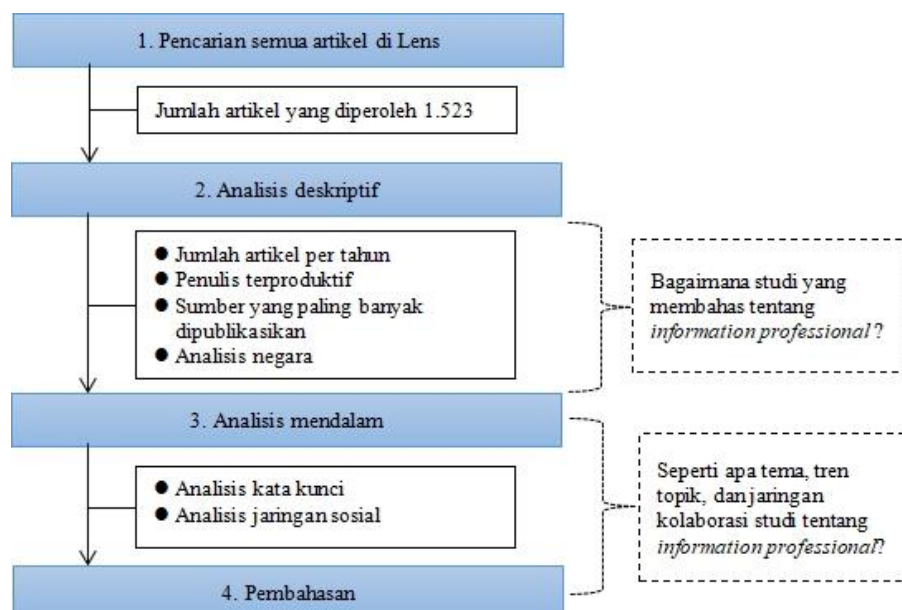 1. Pencarian semua artikel di Lens
Jumlah artikel yang diperoleh 1.523
2. Analisis deskriptif
● Jumlah artikel per tahun
● Penulis terproduktif
● Sumber yang paling banyak
dipublikasikan
● Analisis negara
Bagaimana studi yang
membahas tentang
information professional?
3. Analisis mendalam
● Analisis kata kunci
● Analisis jaringan sosial
Seperti apa tema, tren
topik, dan jaringan
kolaborasi studi tentang
information professional?
4. Pembahasan